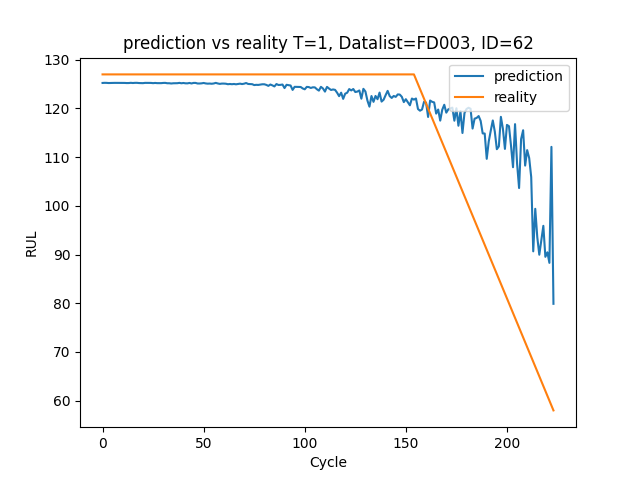 prediction vs reality T=1, Datalist=FD003, ID=62
prediction
reality
130
120
110
100
90
80
70
60
RUL
0 50 100 150 200
Cycle